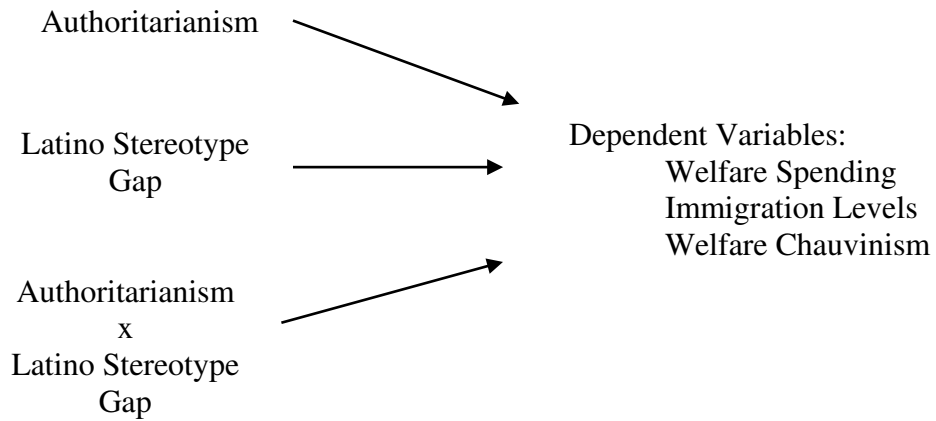 Authoritarianism
Latino Stereotype
Gap
Authoritarianism
x
Latino Stereotype
Gap
Dependent Variables:
Welfare Spending
Immigration Levels
Welfare Chauvinism